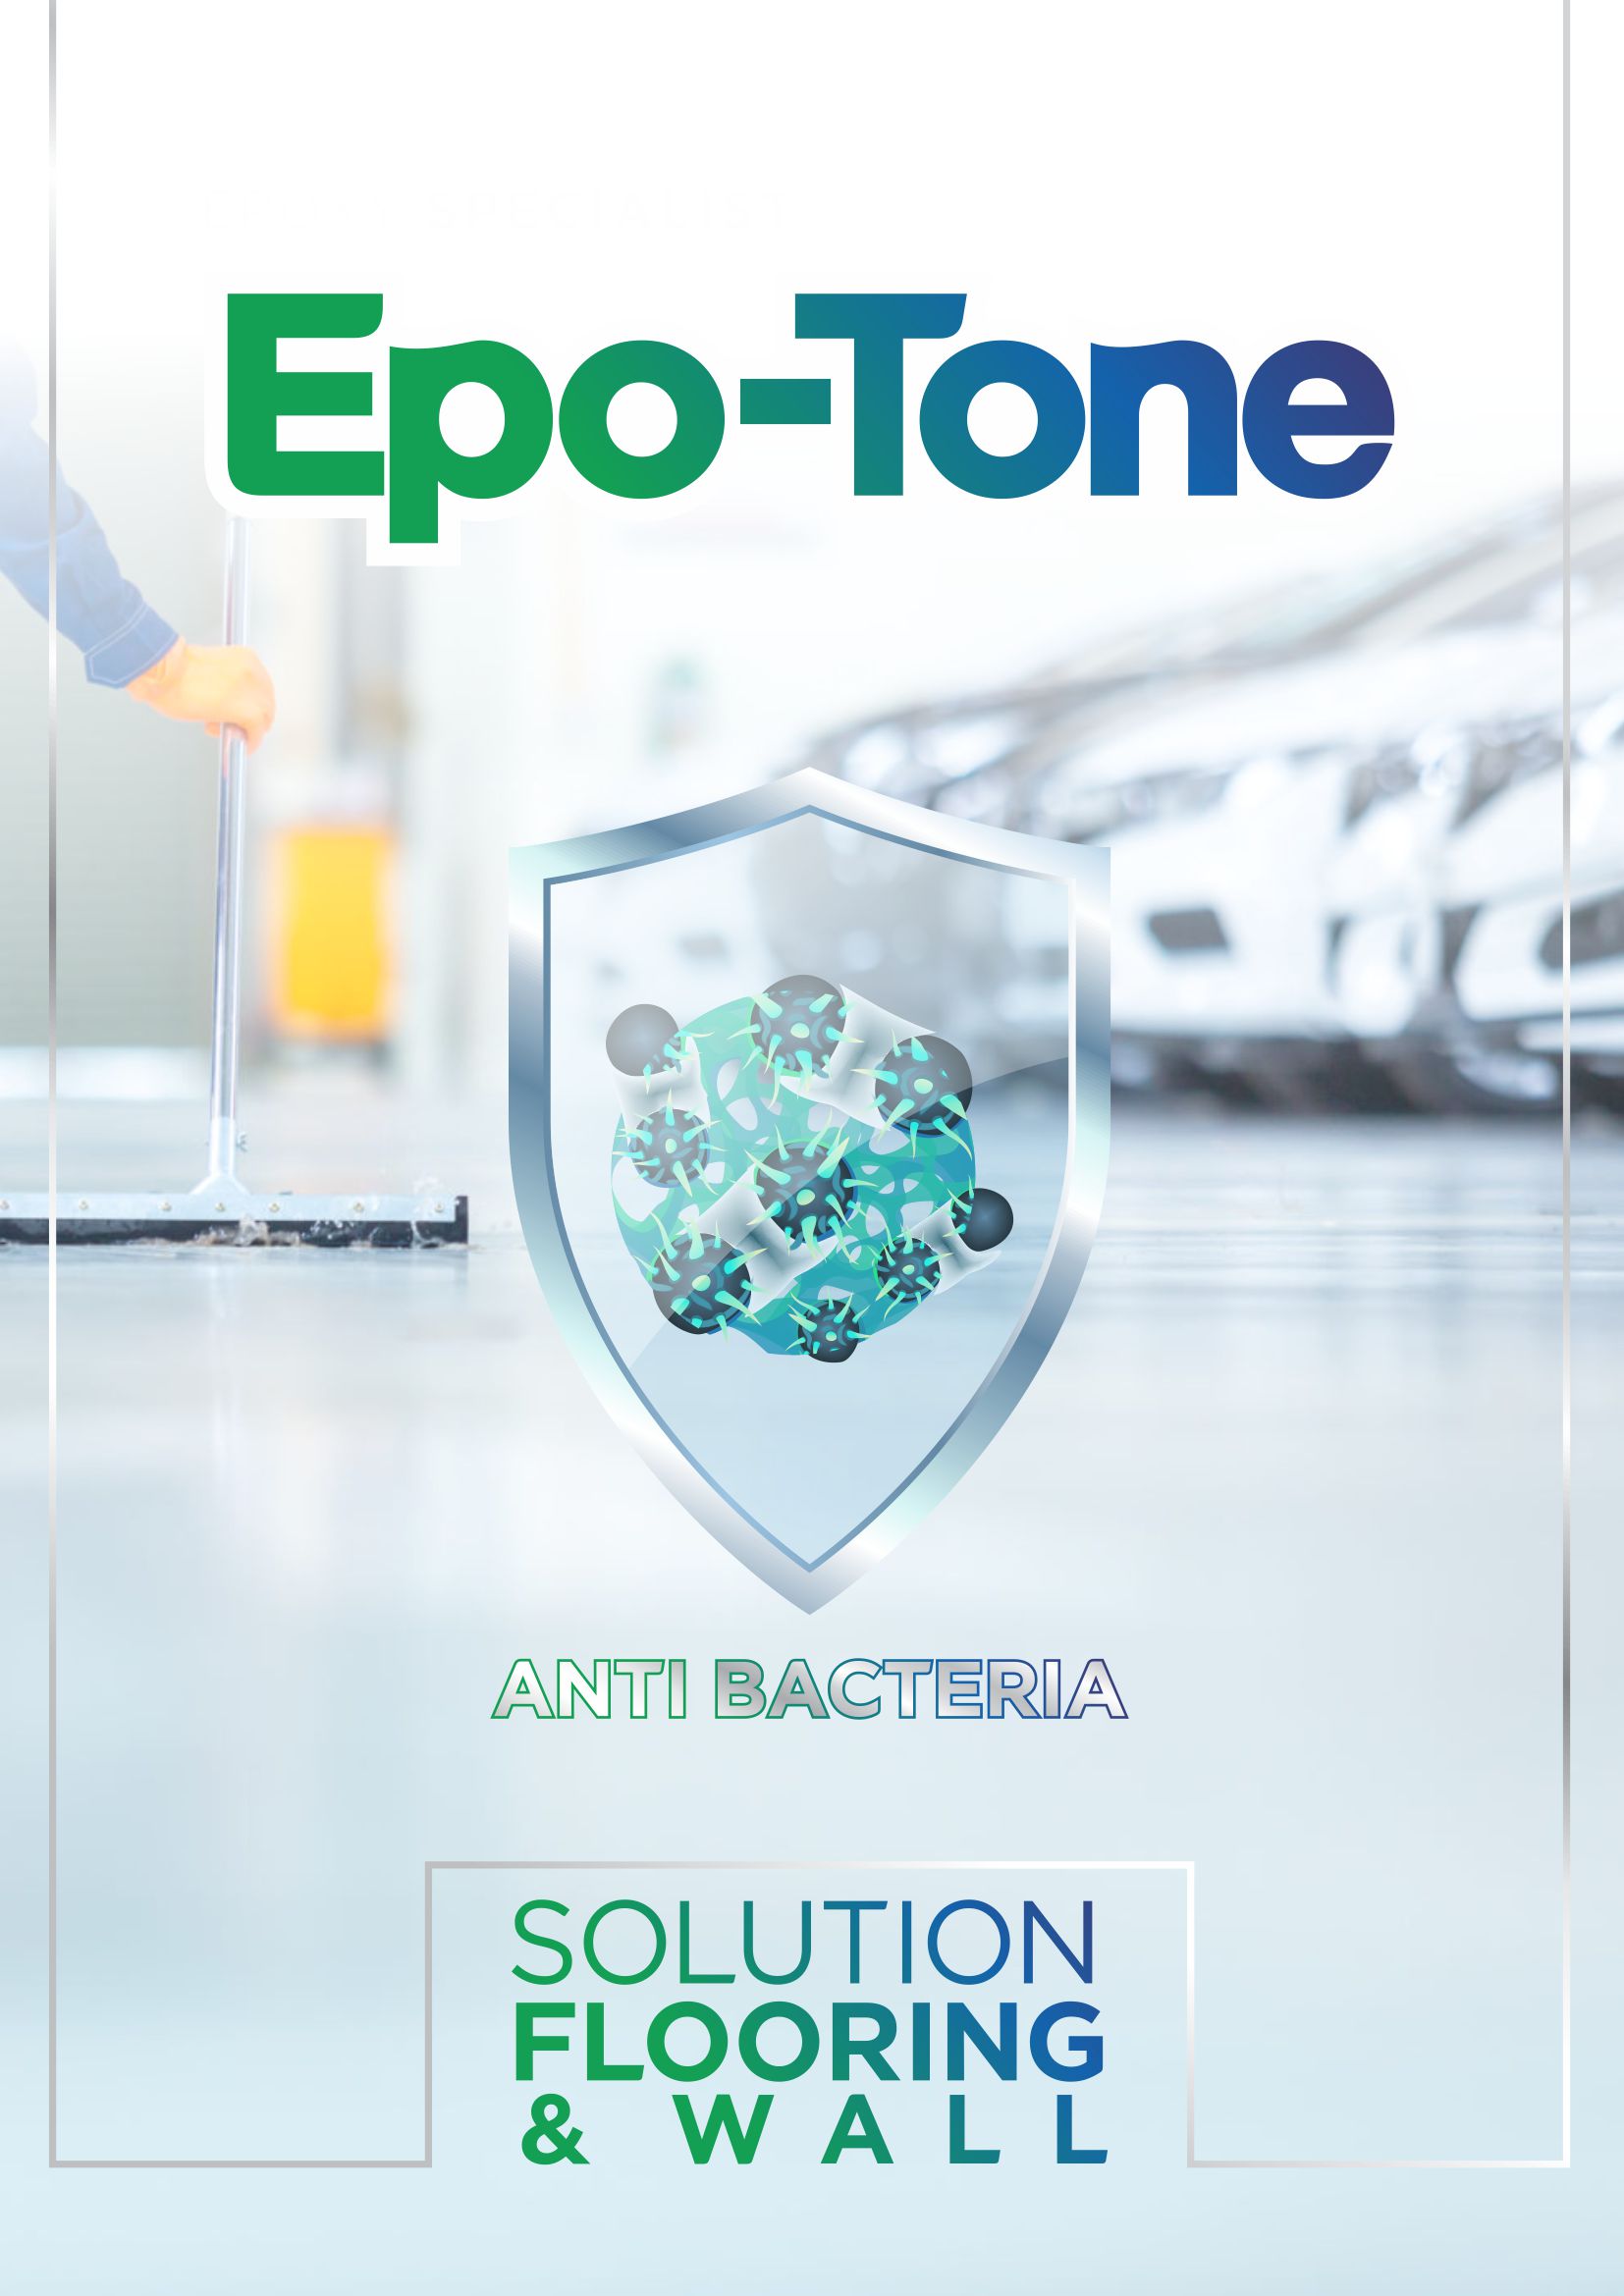 Epo-Tone
ANTI BACTERIA
SOLUTION
FLOORING
& WALL